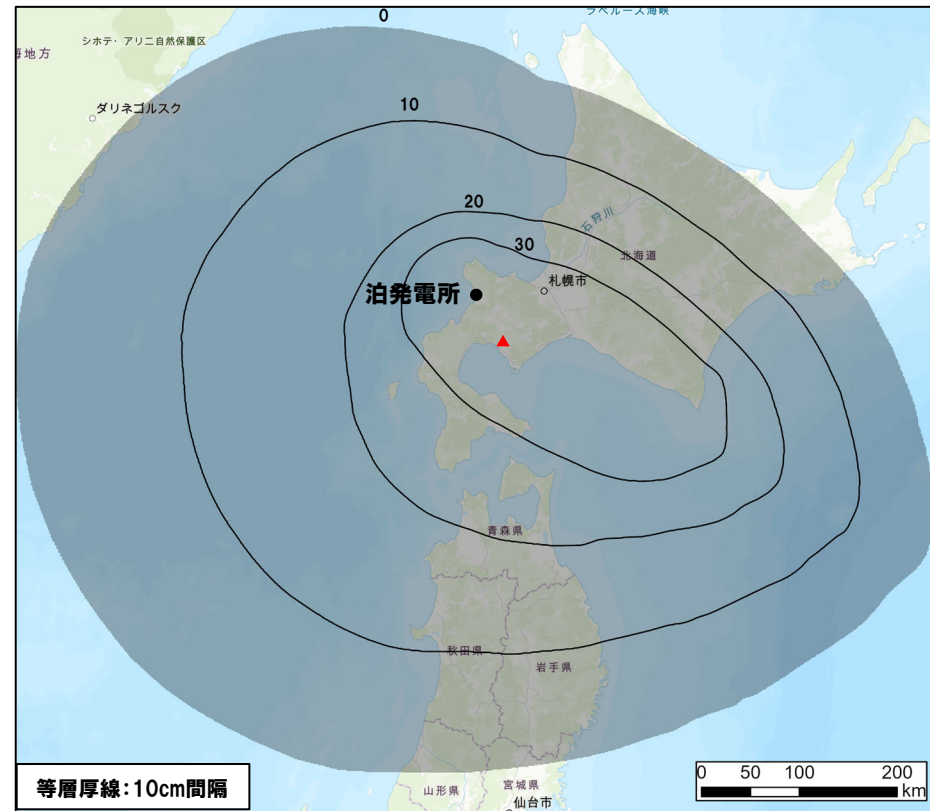 0
ラペルーズ海峡
シホテ・アリニ自然保護区
海地方
ダリネゴルスク
10
20
石狩川
30
北海道
札幌市
泊発電所
青森県
秋田県
岩手県
等層厚線:10cm間隔
山形県
宮城県
仙台市
0 50 100 200
km